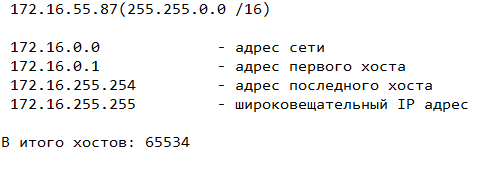 172.16.55.87(255.255.0.0 /16)
172.16.0.0 - адрес сети
172.16.0.1 - адрес первого хоста
172.16.255.254 - адрес последного хоста
172.16.255.255 - широковещательный IP адрес
В итого хостов: 65534